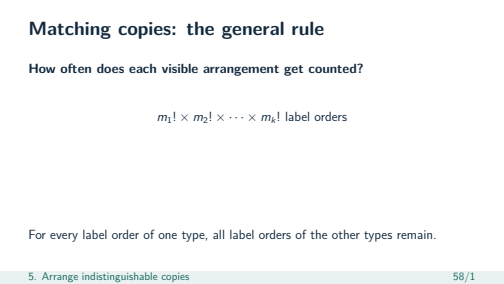 Matching copies: the general rule
How often does each visible arrangement get counted?
m₁! × m₂! × ··· × mₖ! label orders
For every label order of one type, all label orders of the other types remain.
5. Arrange indistinguishable copies 58/1